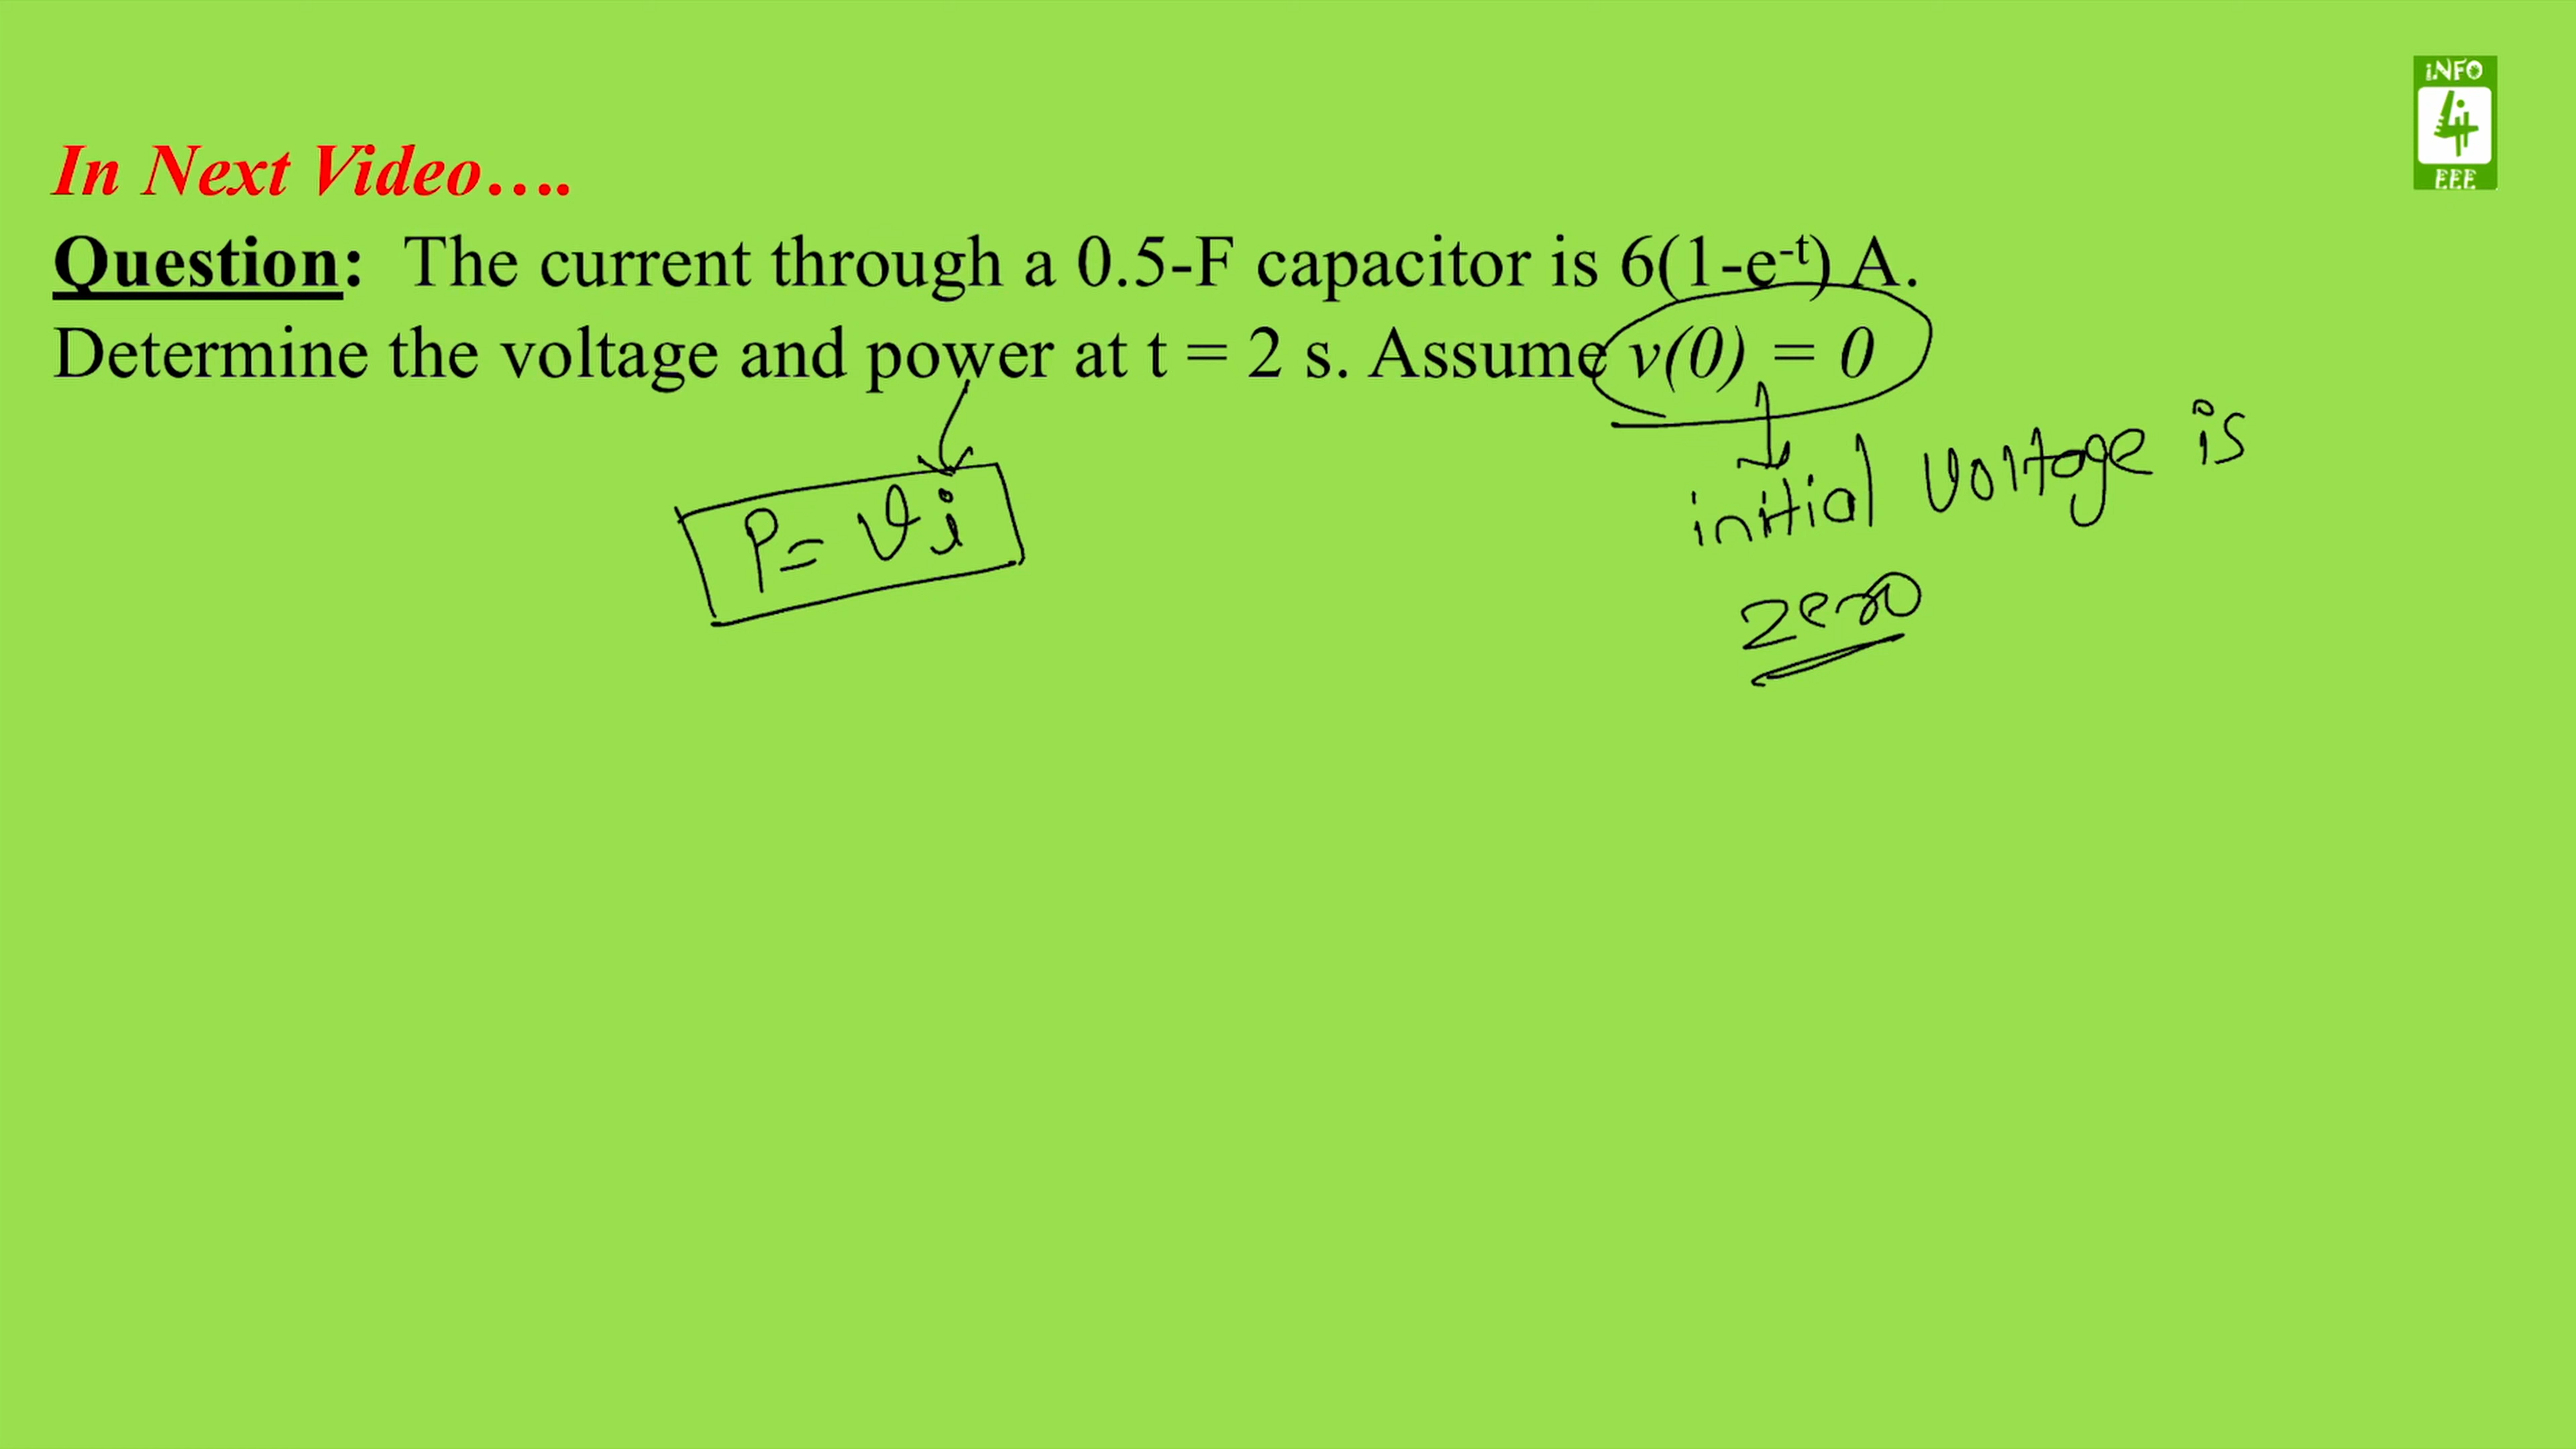 iNFO
4
EEE
In Next Video….
Question: The current through a 0.5-F capacitor is 6(1-e⁻ᵗ) A.
Determine the voltage and power at t = 2 s. Assume v(0) = 0
P = vi
initial voltage is
zero